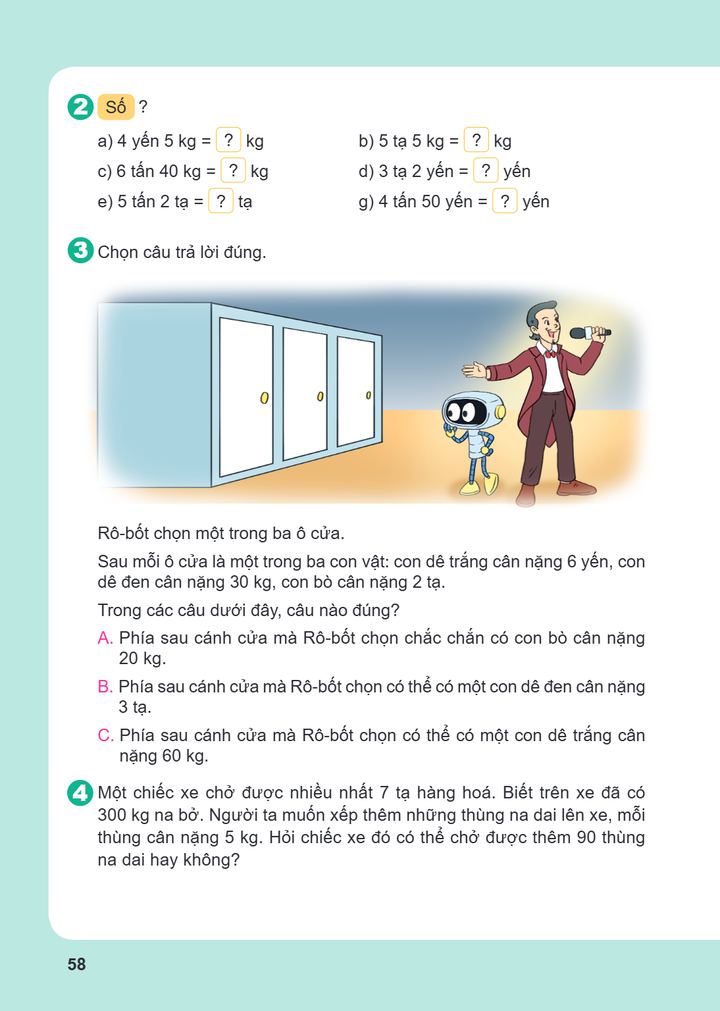 2 Số ?
a) 4 yến 5 kg = ? kg
b) 5 tạ 5 kg = ? kg
c) 6 tấn 40 kg = ? kg
d) 3 tạ 2 yến = ? yến
e) 5 tấn 2 tạ = ? tạ
g) 4 tấn 50 yến = ? yến
3 Chọn câu trả lời đúng.
Rô-bốt chọn một trong ba ô cửa.
Sau mỗi ô cửa là một trong ba con vật: con dê trắng cân nặng 6 yến, con
dê đen cân nặng 30 kg, con bò cân nặng 2 tạ.
Trong các câu dưới đây, câu nào đúng?
A. Phía sau cánh cửa mà Rô-bốt chọn chắc chắn có con bò cân nặng
20 kg.
B. Phía sau cánh cửa mà Rô-bốt chọn có thể có một con dê đen cân nặng
3 tạ.
C. Phía sau cánh cửa mà Rô-bốt chọn có thể có một con dê trắng cân
nặng 60 kg.
4 Một chiếc xe chở được nhiều nhất 7 tạ hàng hoá. Biết trên xe đã có
300 kg na bở. Người ta muốn xếp thêm những thùng na dai lên xe, mỗi
thùng cân nặng 5 kg. Hỏi chiếc xe đó có thể chở được thêm 90 thùng
na dai hay không?
58